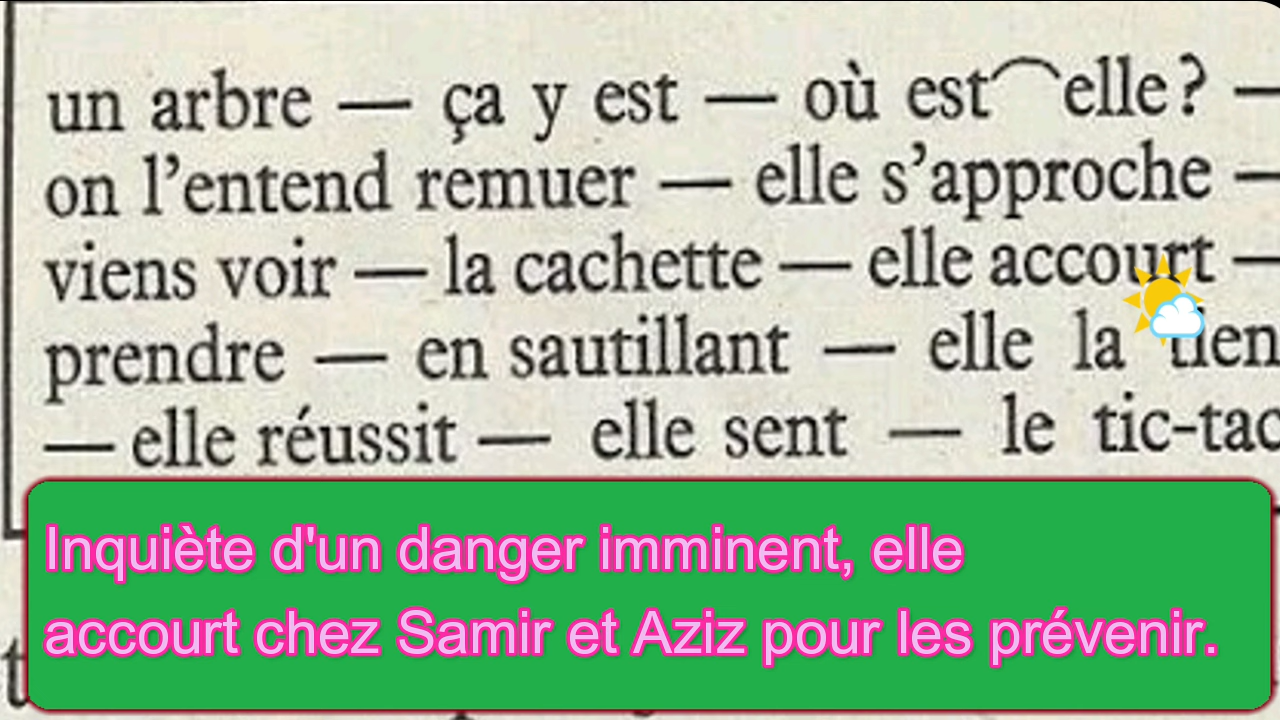 un arbre — ça y est — où est‿elle ? —
on l'entend remuer — elle s'approche —
viens voir — la cachette — elle accourt —
prendre — en sautillant — elle la tien
— elle réussit — elle sent — le tic-tac
Inquiète d'un danger imminent, elle
accourt chez Samir et Aziz pour les prévenir.